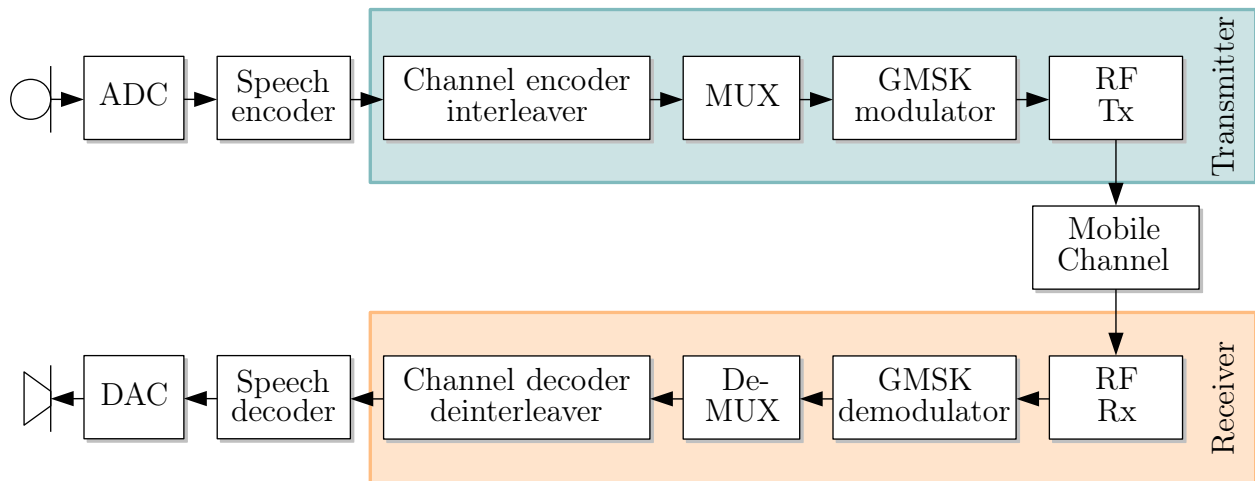 ADC
Speech
encoder
Channel encoder
interleaver
MUX
GMSK
modulator
RF
Tx
Transmitter
Mobile
Channel
DAC
Speech
decoder
Channel decoder
deinterleaver
De-
MUX
GMSK
demodulator
RF
Rx
Receiver